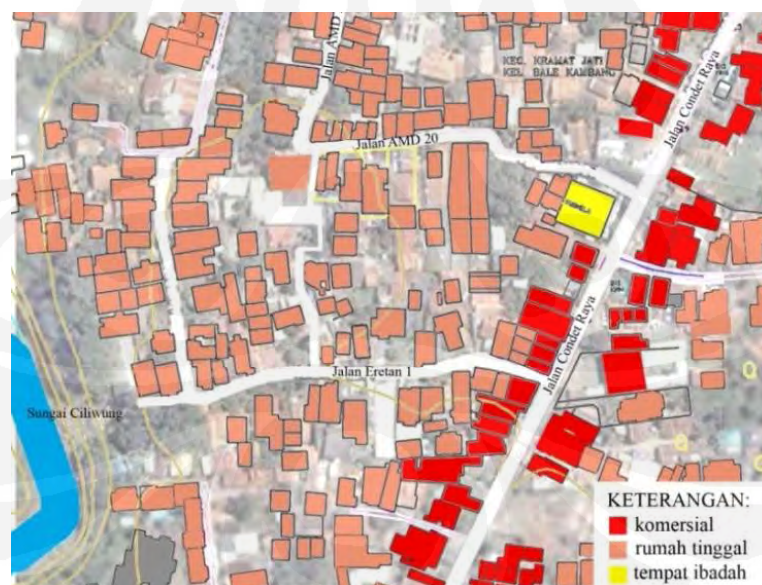 Jalan AMD
KEC. KRAMAT JATI
KEL. BALE KAMBANG
Jalan Condet Raya
Jalan AMD 20
Jalan Condet Raya
Jalan Eretan 1
Sungai Ciliwung
KETERANGAN:
komersial
rumah tinggal
tempat ibadah